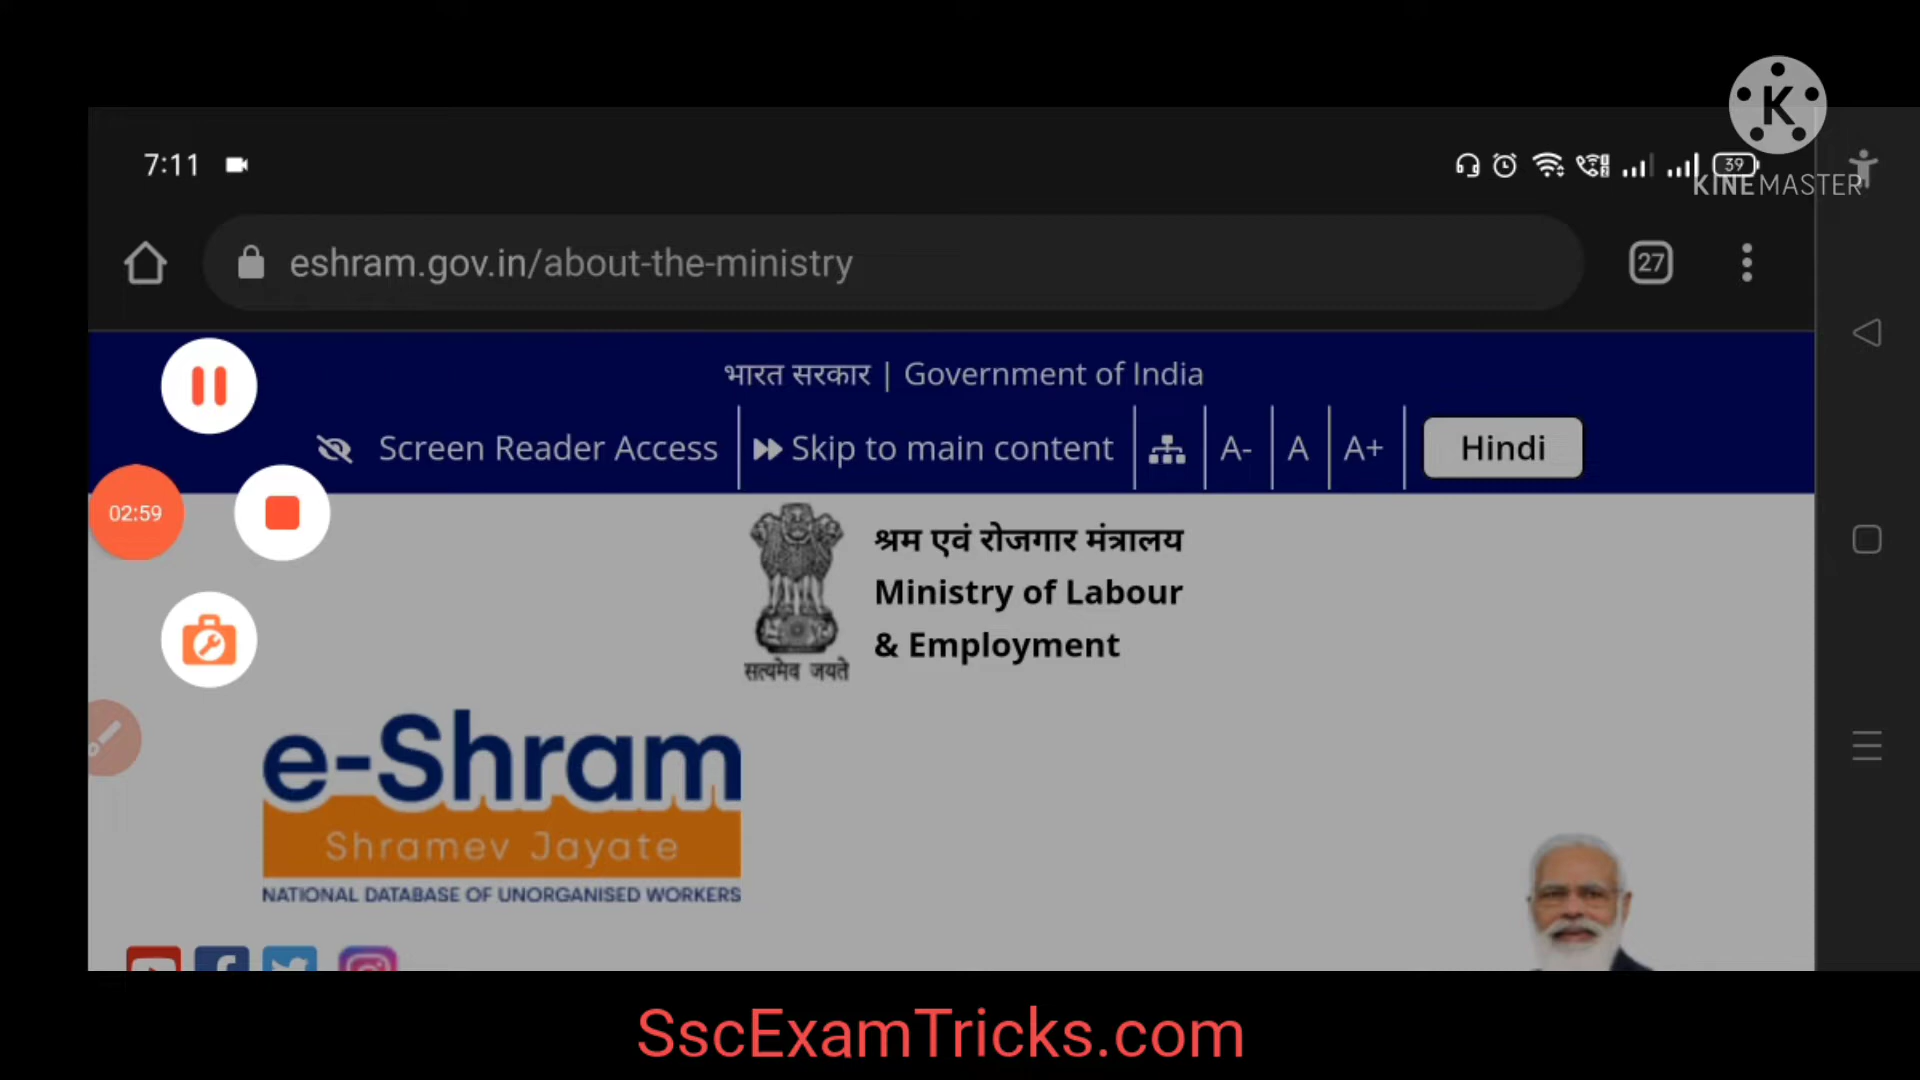 K
KINEMASTER
7:11
39
eshram.gov.in/about-the-ministry
27
भारत सरकार | Government of India
Screen Reader Access
Skip to main content
A-
A
A+
Hindi
02:59
श्रम एवं रोजगार मंत्रालय
Ministry of Labour
& Employment
सत्यमेव जयते
e-Shram
Shramev Jayate
NATIONAL DATABASE OF UNORGANISED WORKERS
SscExamTricks.com